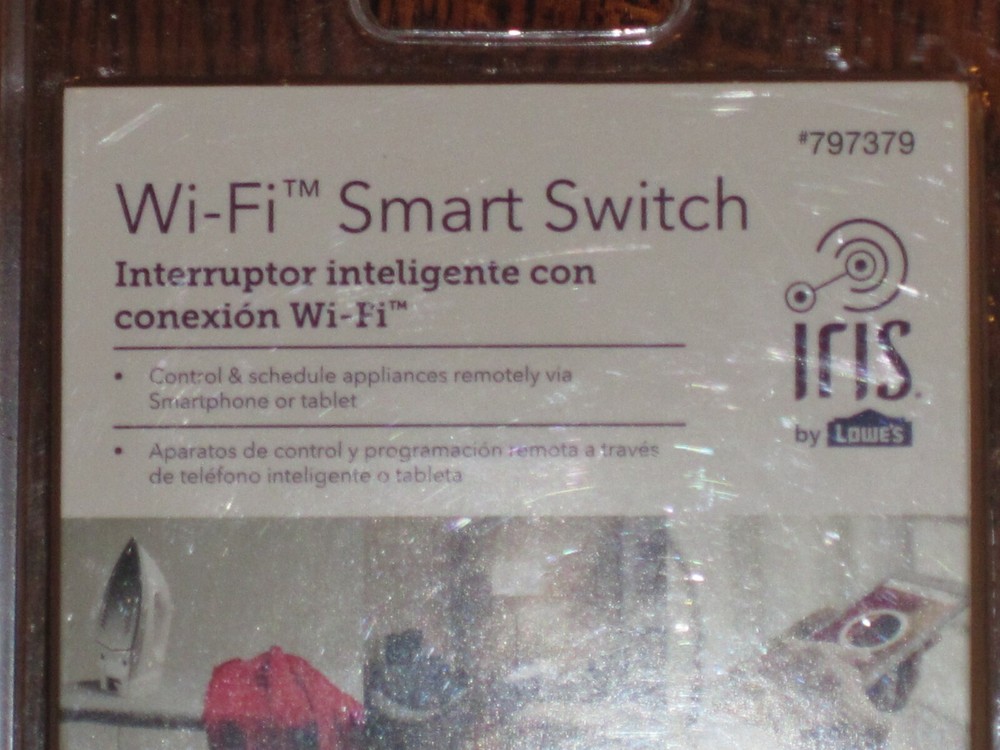 #797379
Wi-Fi™ Smart Switch
Interruptor inteligente con
conexión Wi-Fi™
• Control & schedule appliances remotely via
Smartphone or tablet
• Aparatos de control y programación remota a través
de teléfono inteligente o tableta
IRIS
by LOWE'S